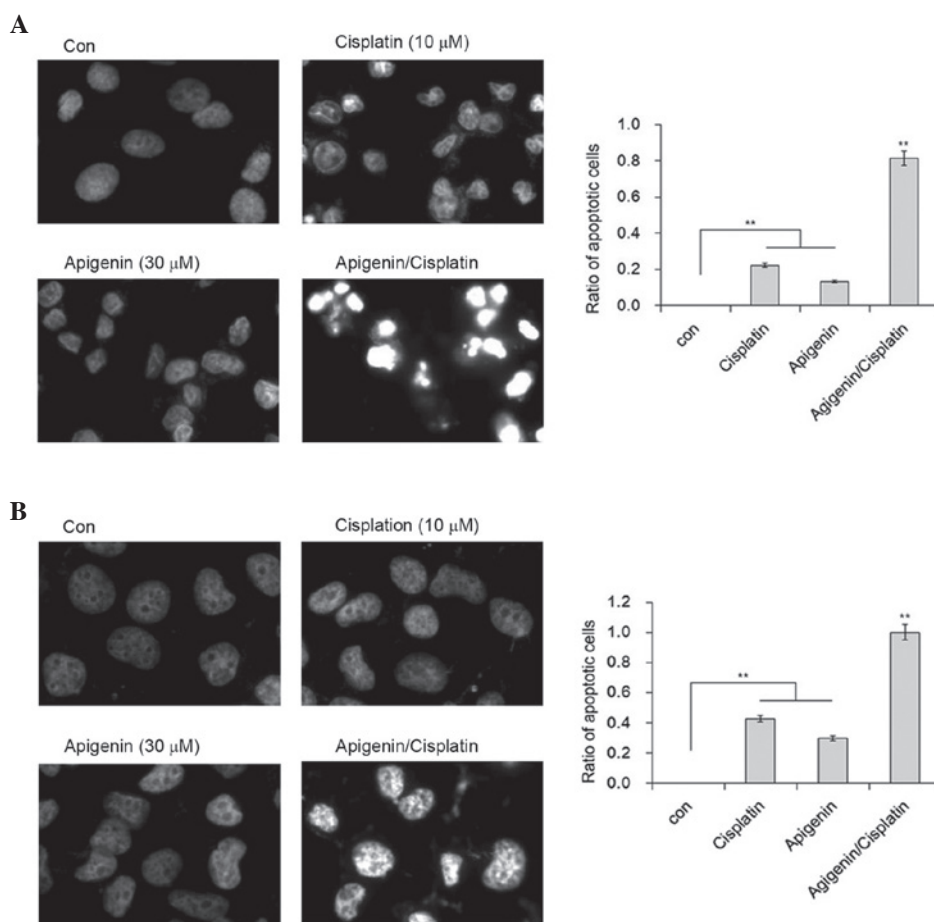 A
Con
Cisplatin (10 μM)
Apigenin (30 μM)
Apigenin/Cisplatin
Ratio of apoptotic cells
1.0
0.8
0.6
0.4
0.2
0.0
**
**
con
Cisplatin
Apigenin
Agigenin/Cisplatin
B
Con
Cisplation (10 μM)
Apigenin (30 μM)
Apigenin/Cisplatin
Ratio of apoptotic cells
1.2
1.0
0.8
0.6
0.4
0.2
0.0
**
**
con
Cisplatin
Apigenin
Agigenin/Cisplatin